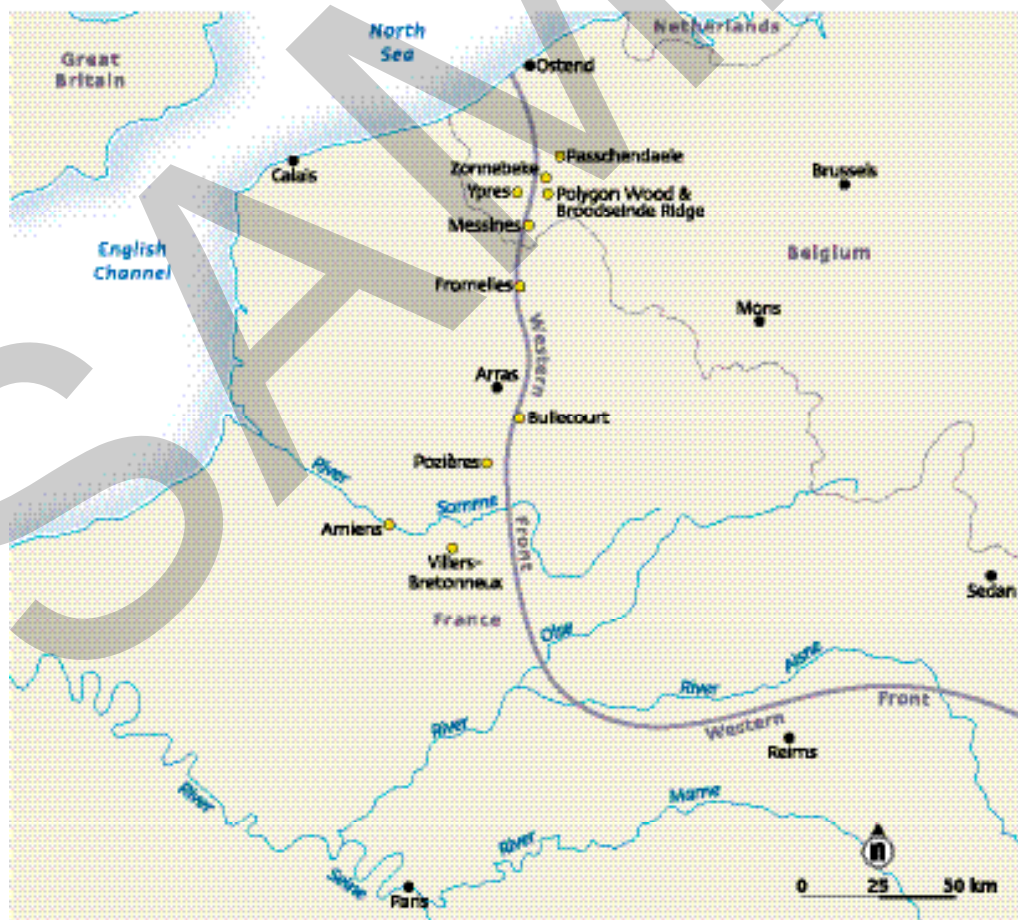 North
Sea
Netherlands
Great
Britain
Ostend
Passchendaele
Zonnebeke
Calais
Brussels
Ypres
Polygon Wood &
Broodseinde Ridge
Messines
English
Channel
Belgium
Fromelles
Mons
Western
Arras
Bullecourt
Pozières
River
Somme
Amiens
Front
Villers-
Bretonneux
Sedan
France
Oise
Aisne
River
Front
River
Western
Reims
River
Marne
River
Seine
Paris
n
0 25 50 km
SAM